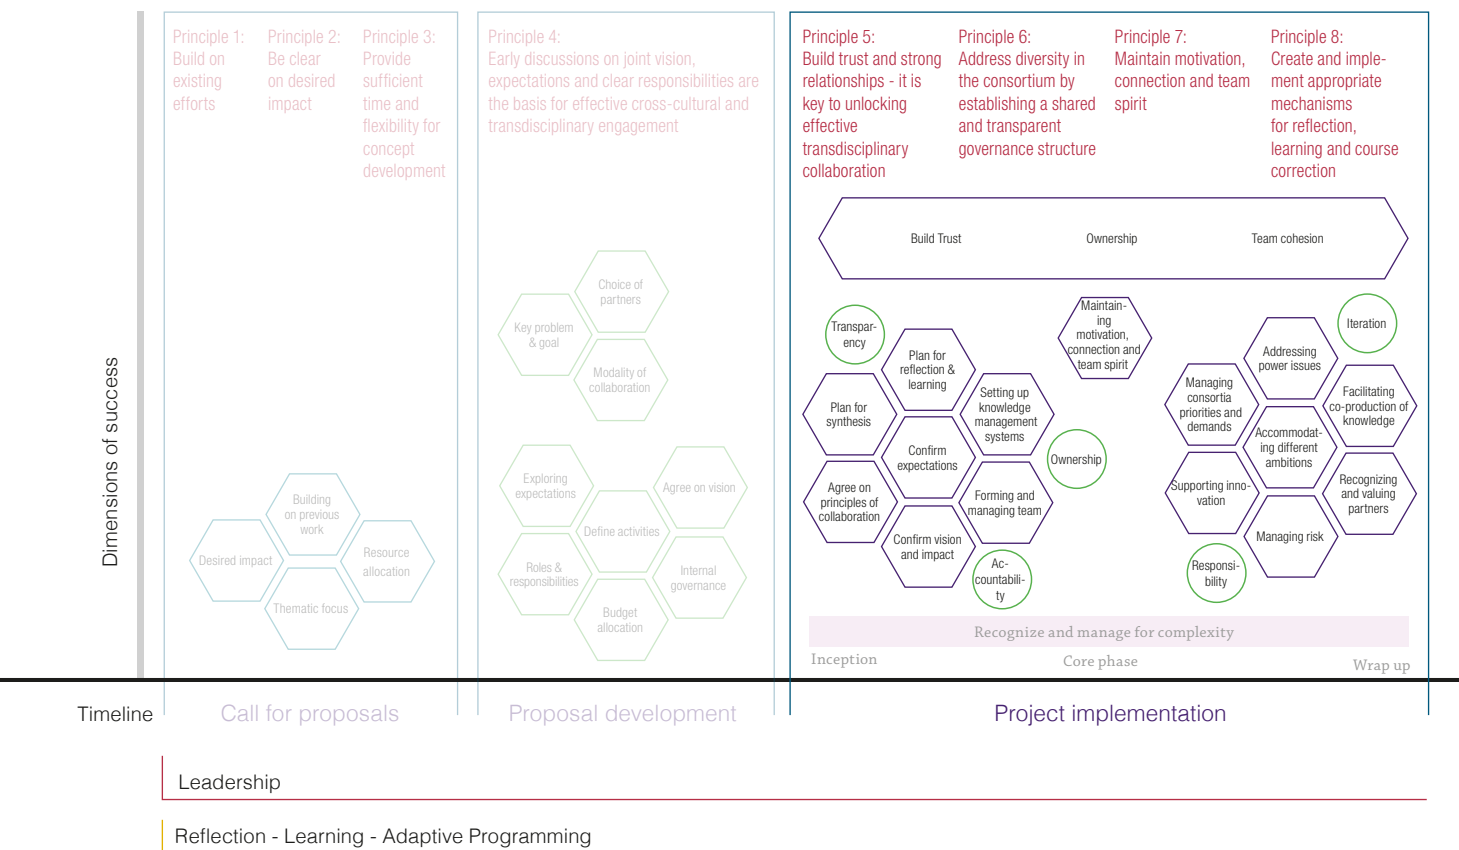 Principle 1:
Build on
existing
efforts
Principle 2:
Be clear
on desired
impact
Principle 3:
Provide
sufficient
time and
flexibility for
concept
development
Principle 4:
Early discussions on joint vision,
expectations and clear responsibilities are
the basis for effective cross-cultural and
transdisciplinary engagement
Principle 5:
Build trust and strong
relationships - it is
key to unlocking
effective
transdisciplinary
collaboration
Principle 6:
Address diversity in
the consortium by
establishing a shared
and transparent
governance structure
Principle 7:
Maintain motivation,
connection and team
spirit
Principle 8:
Create and imple-
ment appropriate
mechanisms
for reflection,
learning and course
correction
Dimensions of success
Building
on previous
work
Desired impact
Resource
allocation
Thematic focus
Choice of
partners
Key problem
& goal
Modality of
collaboration
Exploring
expectations
Agree on vision
Define activities
Roles &
responsibilities
Internal
governance
Budget
allocation
Build Trust
Ownership
Team cohesion
Transpar-
ency
Plan for
reflection &
learning
Plan for
synthesis
Setting up
knowledge
management
systems
Confirm
expectations
Agree on
principles of
collaboration
Forming and
managing team
Confirm vision
and impact
Ac-
countabili-
ty
Maintain-
ing
motivation,
connection and
team spirit
Ownership
Iteration
Addressing
power issues
Managing
consortia
priorities and
demands
Facilitating
co-production of
knowledge
Accommodat-
ing different
ambitions
Supporting inno-
vation
Recognizing
and valuing
partners
Managing risk
Responsi-
bility
Recognize and manage for complexity
Inception
Core phase
Wrap up
Timeline
Call for proposals
Proposal development
Project implementation
Leadership
Reflection - Learning - Adaptive Programming